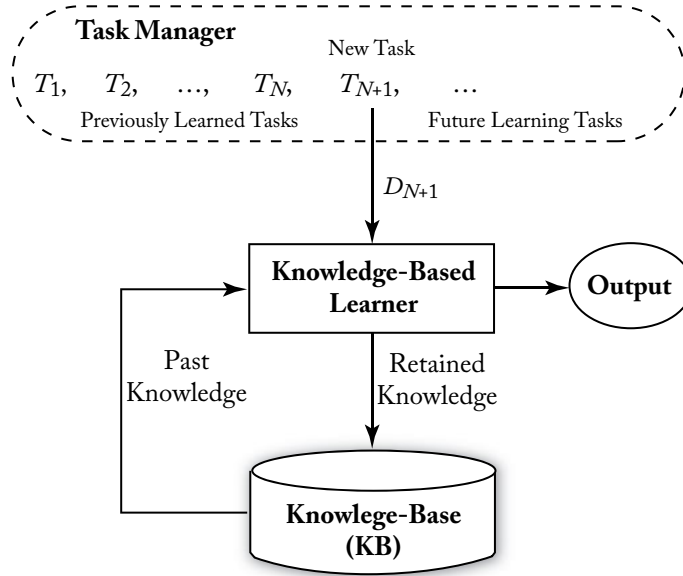 Task Manager
New Task
T1, T2, ..., TN, TN+1, ...
Previously Learned Tasks Future Learning Tasks
DN+1
Knowledge-Based
Learner
Output
Past
Knowledge
Retained
Knowledge
Knowlege-Base
(KB)